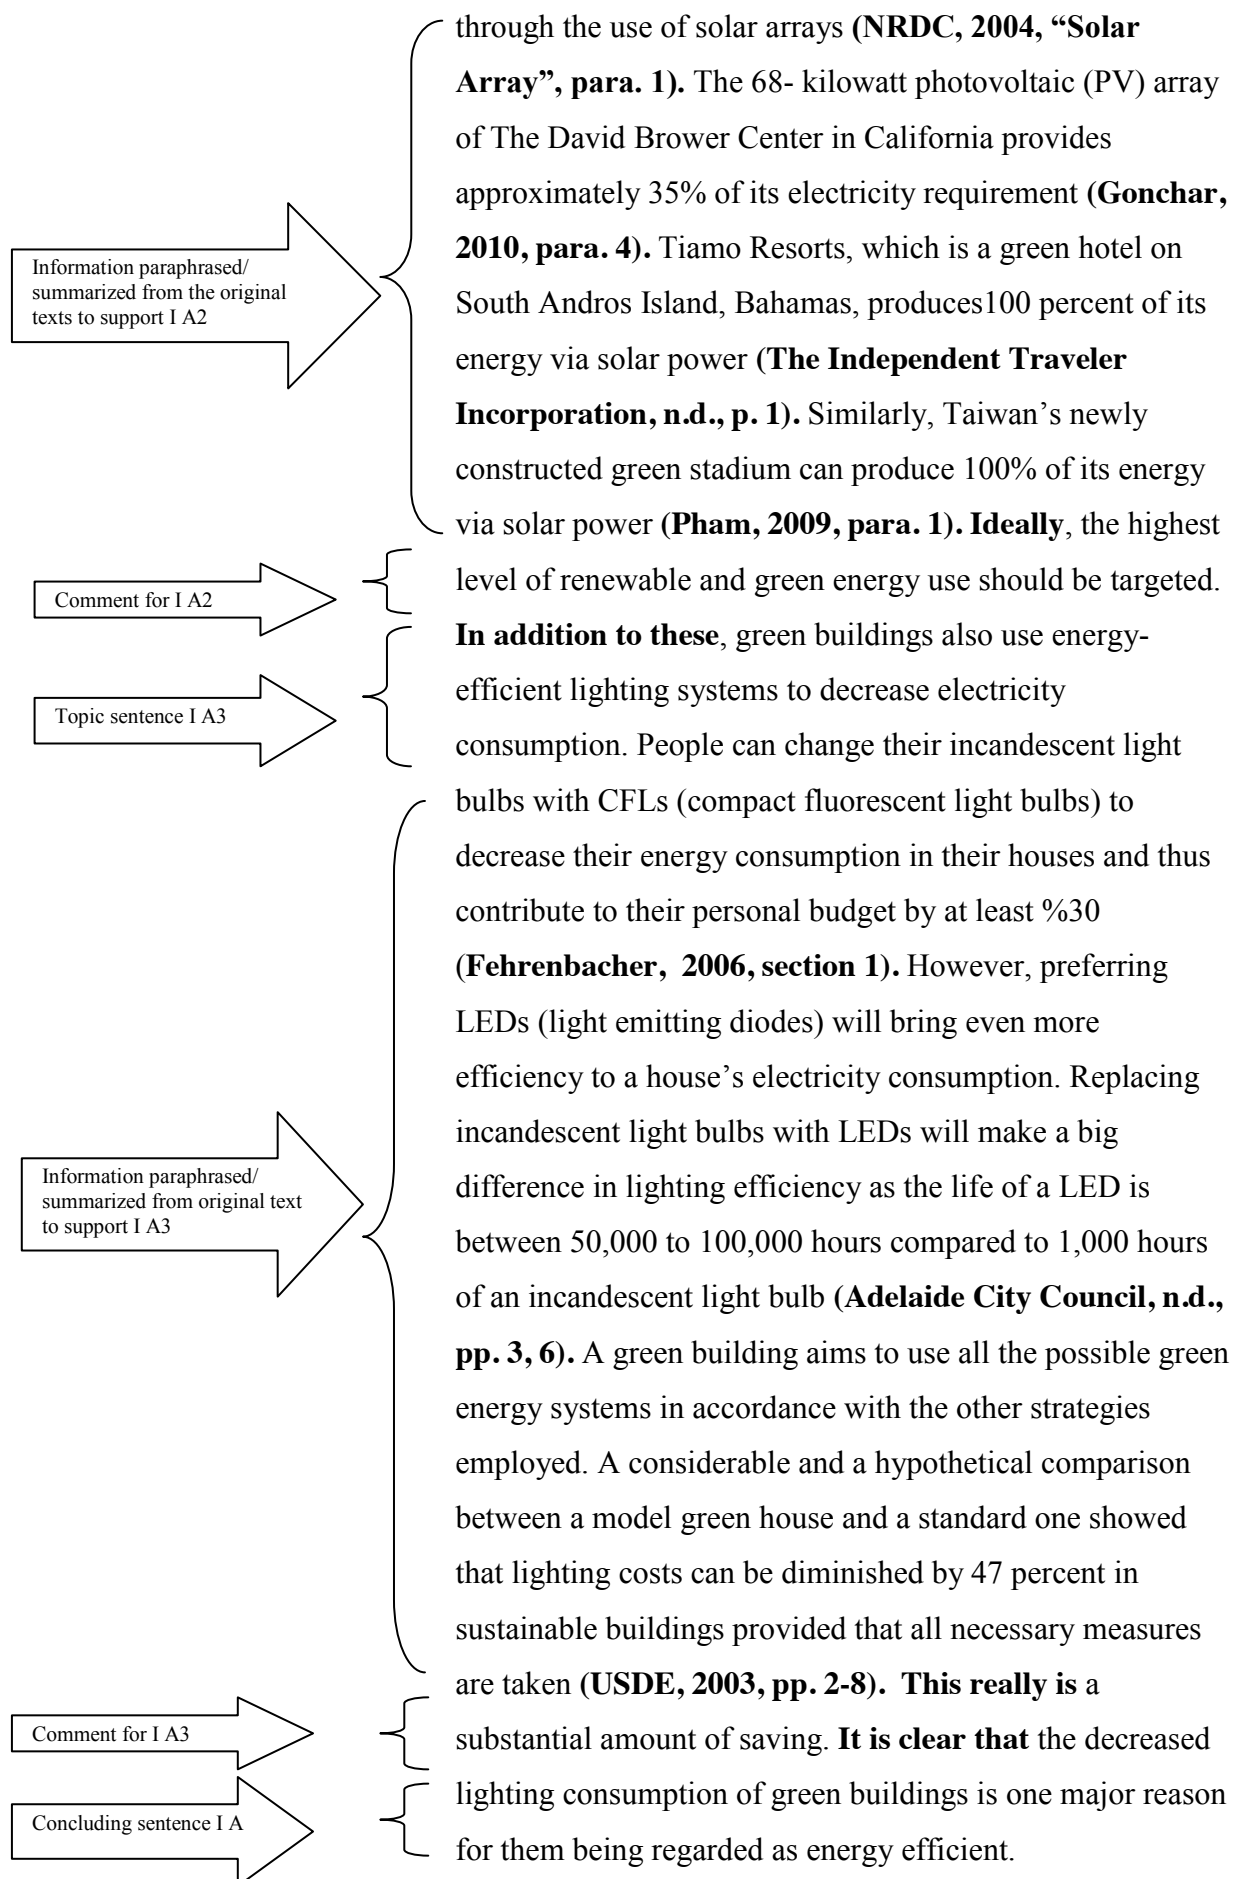 through the use of solar arrays (NRDC, 2004, “Solar
Array”, para. 1). The 68- kilowatt photovoltaic (PV) array
of The David Brower Center in California provides
approximately 35% of its electricity requirement (Gonchar,
2010, para. 4). Tiamo Resorts, which is a green hotel on
South Andros Island, Bahamas, produces100 percent of its
energy via solar power (The Independent Traveler
Incorporation, n.d., p. 1). Similarly, Taiwan’s newly
constructed green stadium can produce 100% of its energy
via solar power (Pham, 2009, para. 1). Ideally, the highest
level of renewable and green energy use should be targeted.
In addition to these, green buildings also use energy-
efficient lighting systems to decrease electricity
consumption. People can change their incandescent light
bulbs with CFLs (compact fluorescent light bulbs) to
decrease their energy consumption in their houses and thus
contribute to their personal budget by at least %30
(Fehrenbacher, 2006, section 1). However, preferring
LEDs (light emitting diodes) will bring even more
efficiency to a house’s electricity consumption. Replacing
incandescent light bulbs with LEDs will make a big
difference in lighting efficiency as the life of a LED is
between 50,000 to 100,000 hours compared to 1,000 hours
of an incandescent light bulb (Adelaide City Council, n.d.,
pp. 3, 6). A green building aims to use all the possible green
energy systems in accordance with the other strategies
employed. A considerable and a hypothetical comparison
between a model green house and a standard one showed
that lighting costs can be diminished by 47 percent in
sustainable buildings provided that all necessary measures
are taken (USDE, 2003, pp. 2-8). This really is a
substantial amount of saving. It is clear that the decreased
lighting consumption of green buildings is one major reason
for them being regarded as energy efficient.
Information paraphrased/
summarized from the original
texts to support I A2
Comment for I A2
Topic sentence I A3
Information paraphrased/
summarized from original text
to support I A3
Comment for I A3
Concluding sentence I A